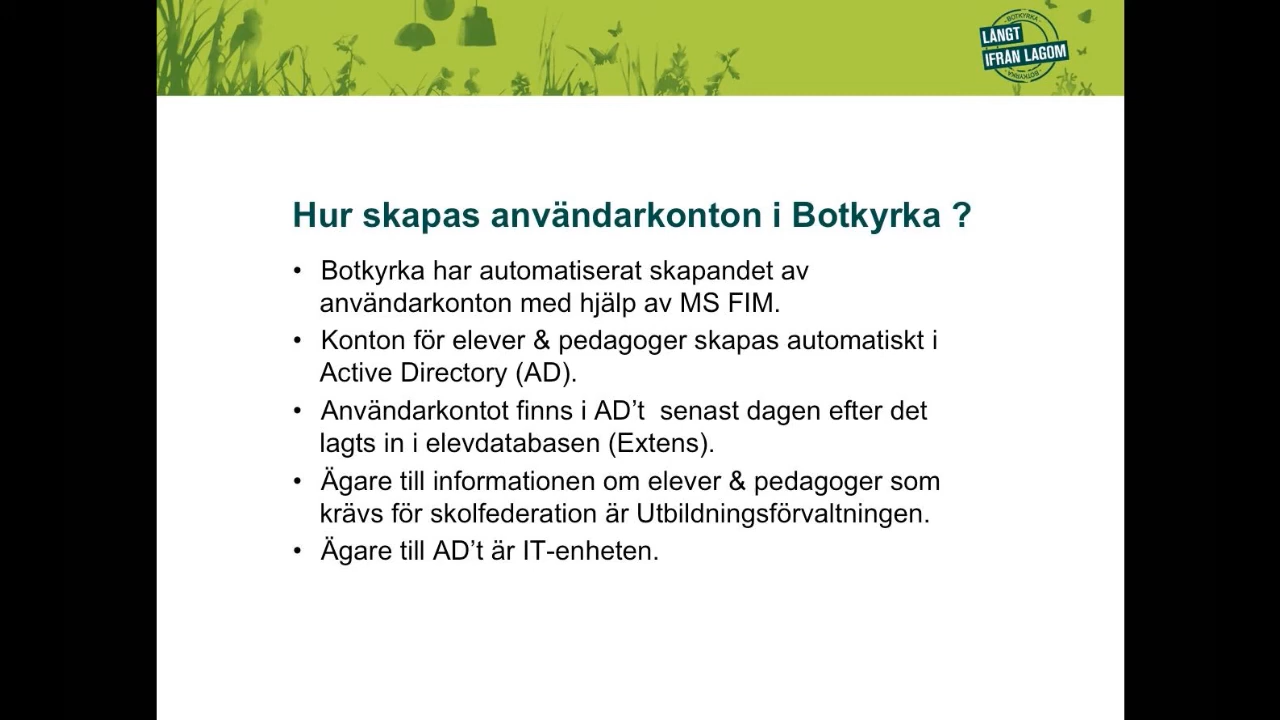 BOTKYRKA
LÅNGT
IFRÅN LAGOM
BOTKYRKA
Hur skapas användarkonton i Botkyrka ?
• Botkyrka har automatiserat skapandet av
användarkonton med hjälp av MS FIM.
• Konton för elever & pedagoger skapas automatiskt i
Active Directory (AD).
• Användarkontot finns i AD’t  senast dagen efter det
lagts in i elevdatabasen (Extens).
• Ägare till informationen om elever & pedagoger som
krävs för skolfederation är Utbildningsförvaltningen.
• Ägare till AD’t är IT-enheten.